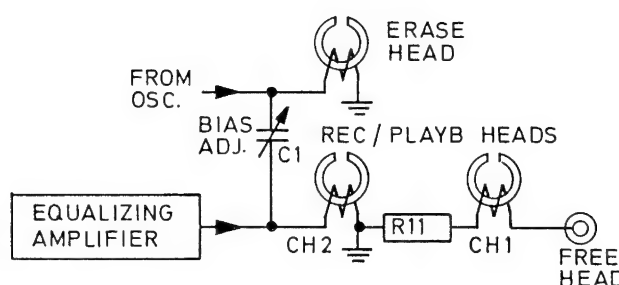 ERASE
HEAD
FROM
OSC.
BIAS
ADJ.
C1
REC / PLAYB HEADS
EQUALIZING
AMPLIFIER
CH2
R11
CH1
FREE
HEAD